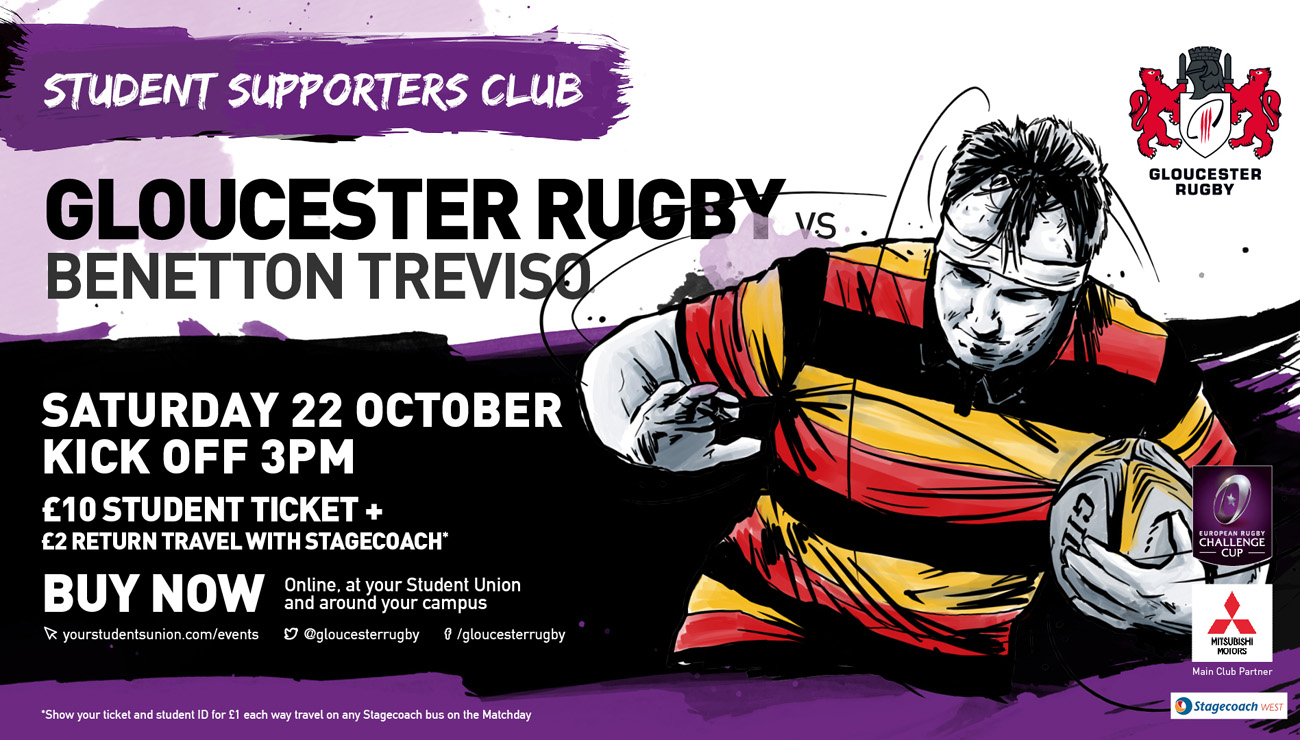 STUDENT SUPPORTERS CLUB
GLOUCESTER RUGBY VS
BENETTON TREVISO
GLOUCESTER
RUGBY
SATURDAY 22 OCTOBER
KICK OFF 3PM
£10 STUDENT TICKET +
£2 RETURN TRAVEL WITH STAGECOACH*
BUY NOW
Online, at your Student Union
and around your campus
yourstudentsunion.com/events
@gloucesterrugby
/gloucesterrugby
*Show your ticket and student ID for £1 each way travel on any Stagecoach bus on the Matchday
EUROPEAN RUGBY
CHALLENGE
CUP
MITSUBISHI
MOTORS
Main Club Partner
Stagecoach WEST